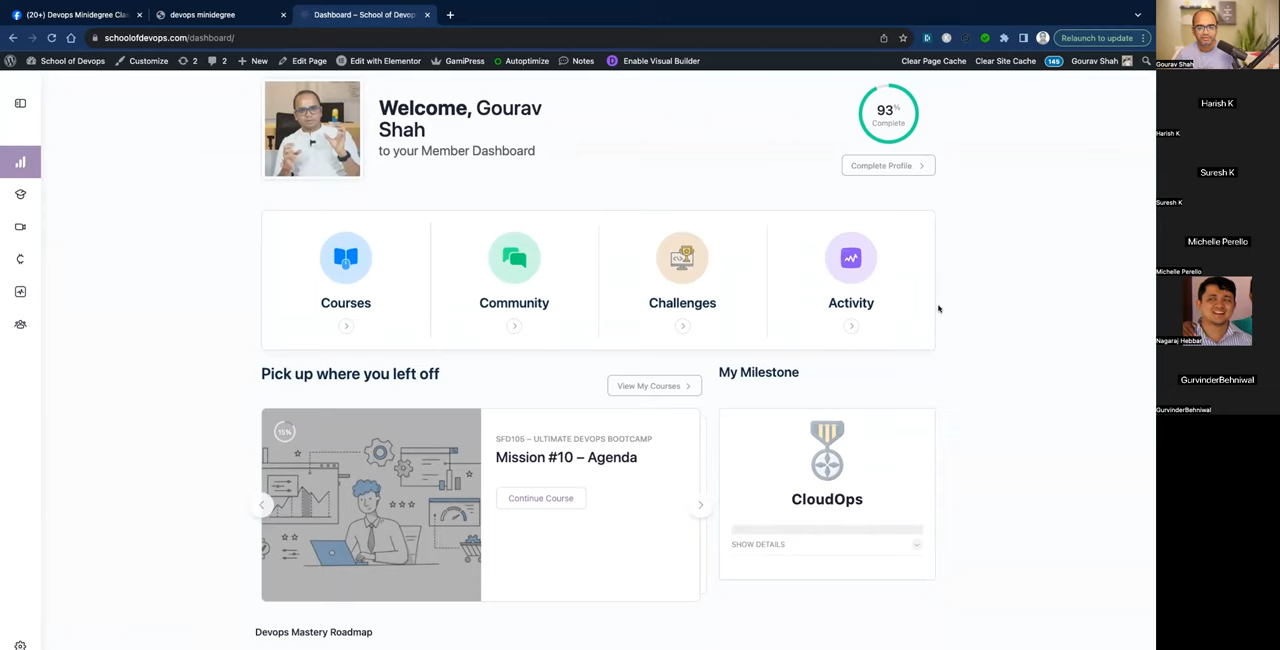 (20+) Devops Minidegree Cla
devops minidegree
Dashboard – School of Devop
schoolofdevops.com/dashboard/
Relaunch to update
School of Devops
Customize
2
2
New
Edit Page
Edit with Elementor
GamiPress
Autoptimize
Notes
Enable Visual Builder
Clear Page Cache
Clear Site Cache
145
Gourav Shah
Welcome, Gourav
Shah
to your Member Dashboard
93%
Complete
Complete Profile
Courses
Community
Challenges
Activity
Pick up where you left off
View My Courses
My Milestone
15%
SFD105 – ULTIMATE DEVOPS BOOTCAMP
Mission #10 – Agenda
Continue Course
CloudOps
SHOW DETAILS
Devops Mastery Roadmap
Gourav Shah
Harish K
Harish K
Suresh K
Suresh K
Michelle Perello
Michelle Perello
Nagaraj Hebbar
GurvinderBehniwal
GurvinderBehniwal